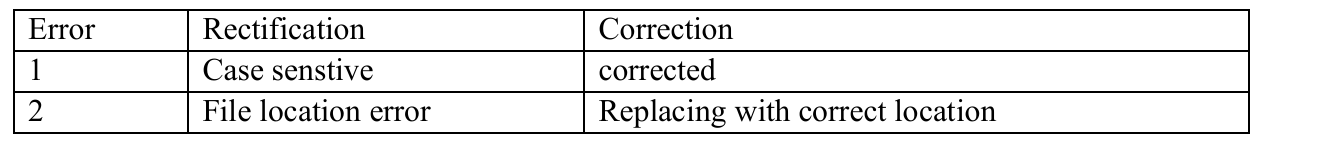 Error Rectification Correction
1 Case senstive corrected
2 File location error Replacing with correct location